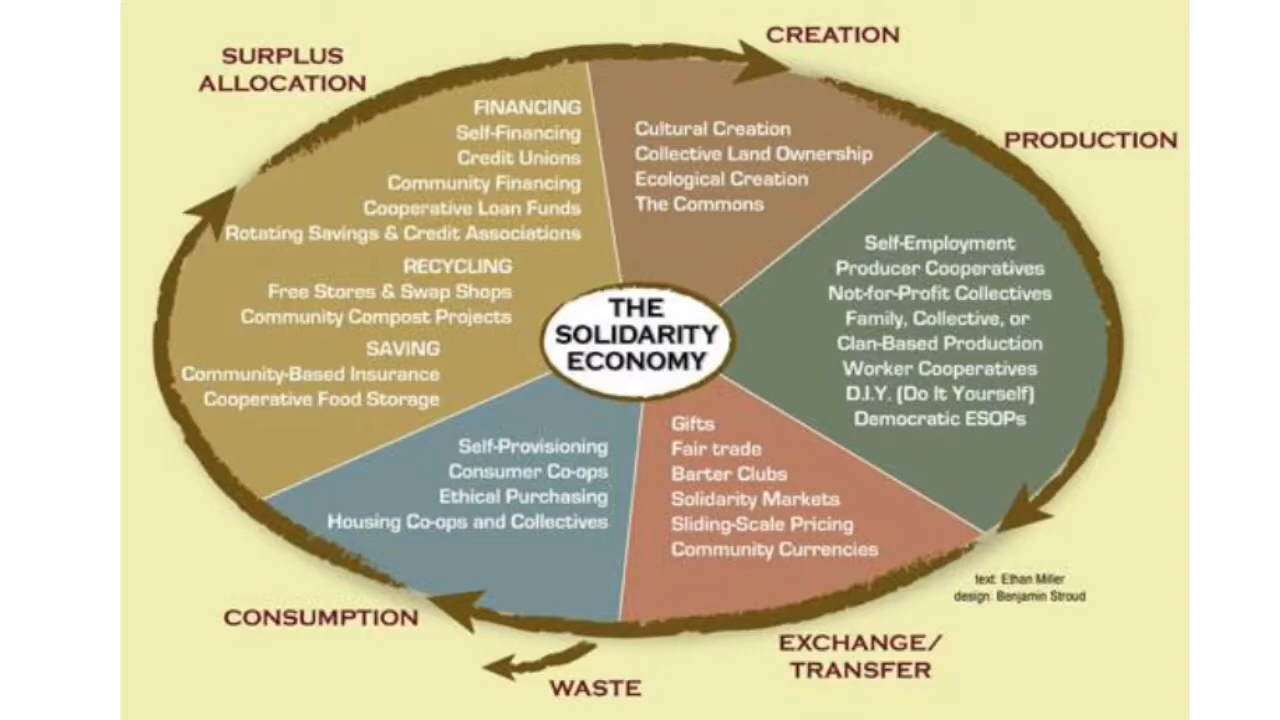 SURPLUS
ALLOCATION
CREATION
PRODUCTION
FINANCING
Self-Financing
Credit Unions
Community Financing
Cooperative Loan Funds
Rotating Savings & Credit Associations
RECYCLING
Free Stores & Swap Shops
Community Compost Projects
SAVING
Community-Based Insurance
Cooperative Food Storage
Cultural Creation
Collective Land Ownership
Ecological Creation
The Commons
Self-Employment
Producer Cooperatives
Not-for-Profit Collectives
Family, Collective, or
Clan-Based Production
Worker Cooperatives
D.I.Y. (Do It Yourself)
Democratic ESOPs
THE
SOLIDARITY
ECONOMY
Self-Provisioning
Consumer Co-ops
Ethical Purchasing
Housing Co-ops and Collectives
Gifts
Fair trade
Barter Clubs
Solidarity Markets
Sliding-Scale Pricing
Community Currencies
text: Ethan Miller
design: Benjamin Stroud
CONSUMPTION
EXCHANGE/
TRANSFER
WASTE